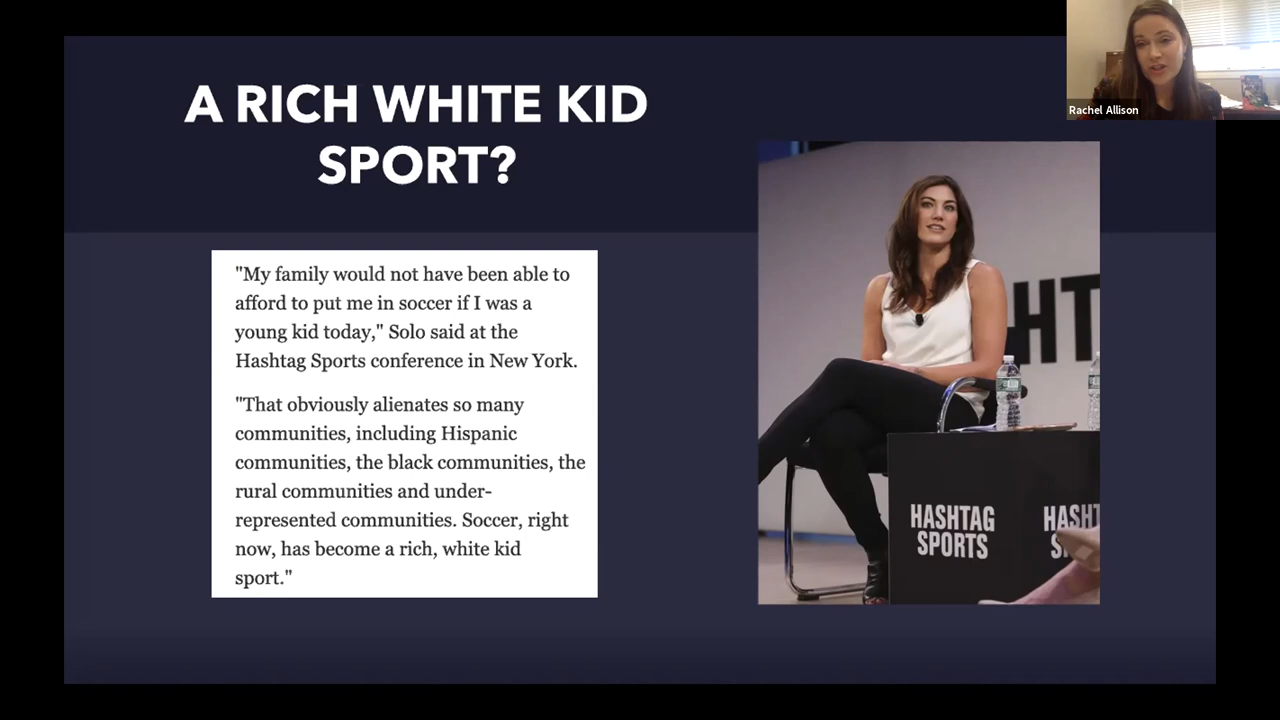 A RICH WHITE KID
SPORT?
Rachel Allison
"My family would not have been able to
afford to put me in soccer if I was a
young kid today," Solo said at the
Hashtag Sports conference in New York.
"That obviously alienates so many
communities, including Hispanic
communities, the black communities, the
rural communities and under-
represented communities. Soccer, right
now, has become a rich, white kid
sport."
HT
HASHTAG
SPORTS
HASHT
S